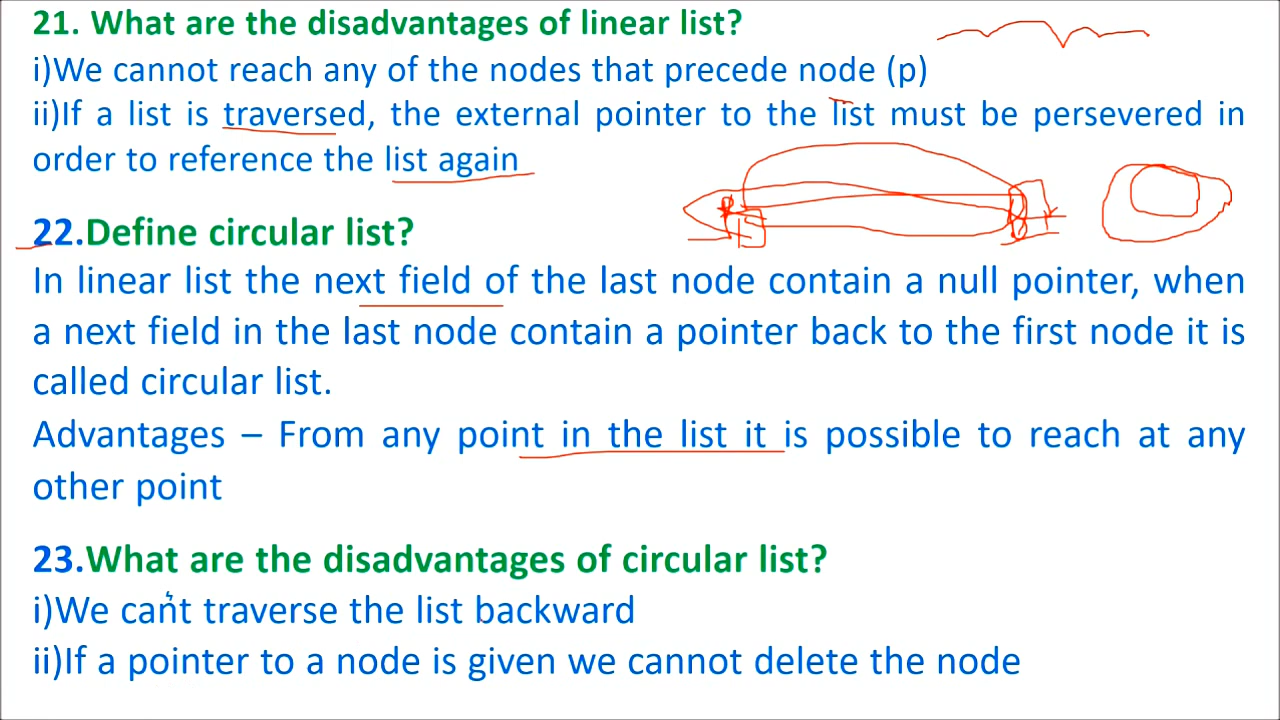 21. What are the disadvantages of linear list?
i)We cannot reach any of the nodes that precede node (p)
ii)If a list is traversed, the external pointer to the list must be persevered in
order to reference the list again
22.Define circular list?
In linear list the next field of the last node contain a null pointer, when
a next field in the last node contain a pointer back to the first node it is
called circular list.
Advantages – From any point in the list it is possible to reach at any
other point
23.What are the disadvantages of circular list?
i)We can't traverse the list backward
ii)If a pointer to a node is given we cannot delete the node